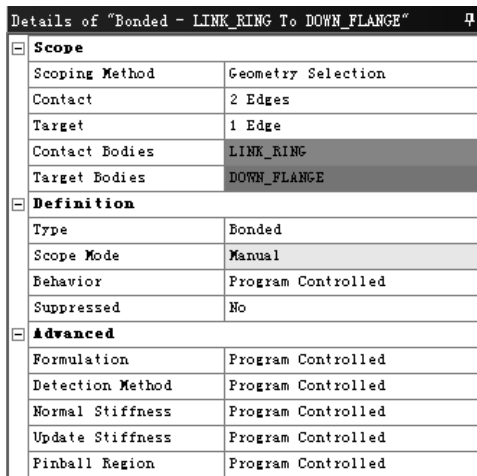 Details of "Bonded - LINK_RING To DOWN_FLANGE"
Scope
Scoping Method Geometry Selection
Contact 2 Edges
Target 1 Edge
Contact Bodies LINK_RING
Target Bodies DOWN_FLANGE
Definition
Type Bonded
Scope Mode Manual
Behavior Program Controlled
Suppressed No
Advanced
Formulation Program Controlled
Detection Method Program Controlled
Normal Stiffness Program Controlled
Update Stiffness Program Controlled
Pinball Region Program Controlled